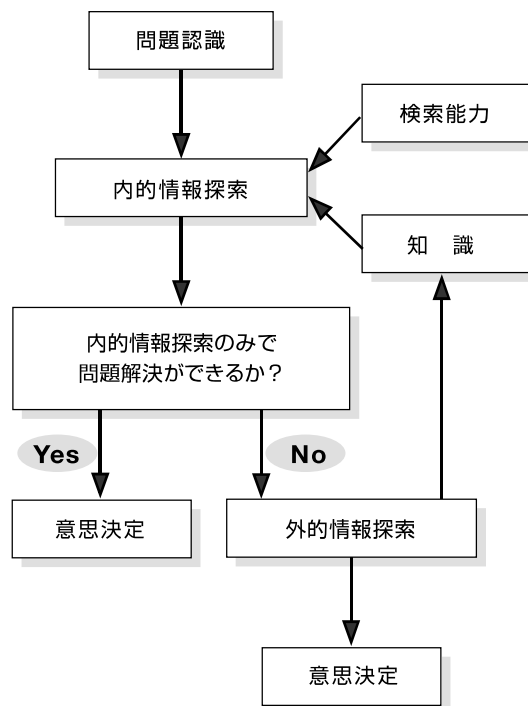 問題認識
検索能力
内的情報探索
知　識
内的情報探索のみで
問題解決ができるか？
Yes
No
意思決定
外的情報探索
意思決定